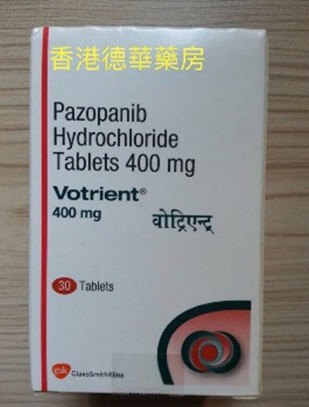 香港德華藥房
Pazopanib
Hydrochloride
Tablets 400 mg
Votrient®
400 mg
वोट्रिएन्ट
30 Tablets
gsk GlaxoSmithKline